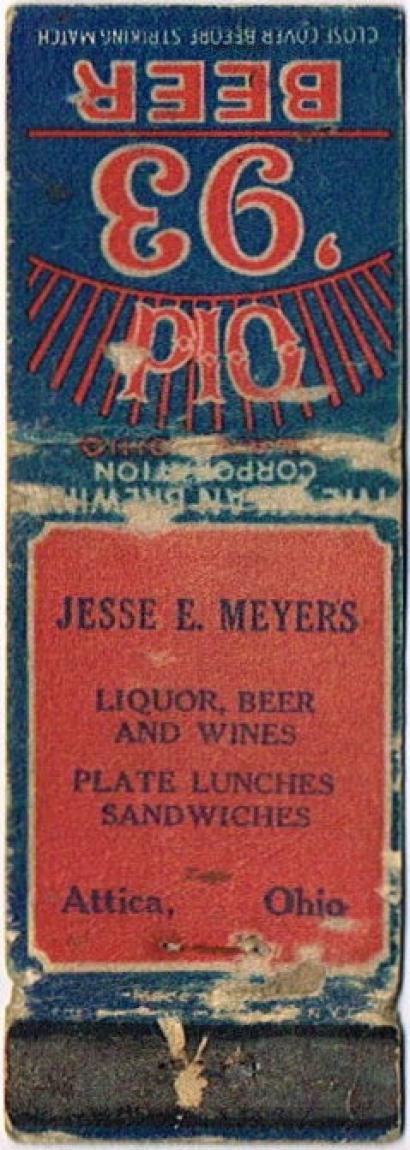 CLOSE COVER BEFORE STRIKING MATCH
BEER
'93
Old
OHIO
CORPORATION
JESSE E. MEYERS
LIQUOR, BEER
AND WINES
PLATE LUNCHES
SANDWICHES
Attica, Ohio